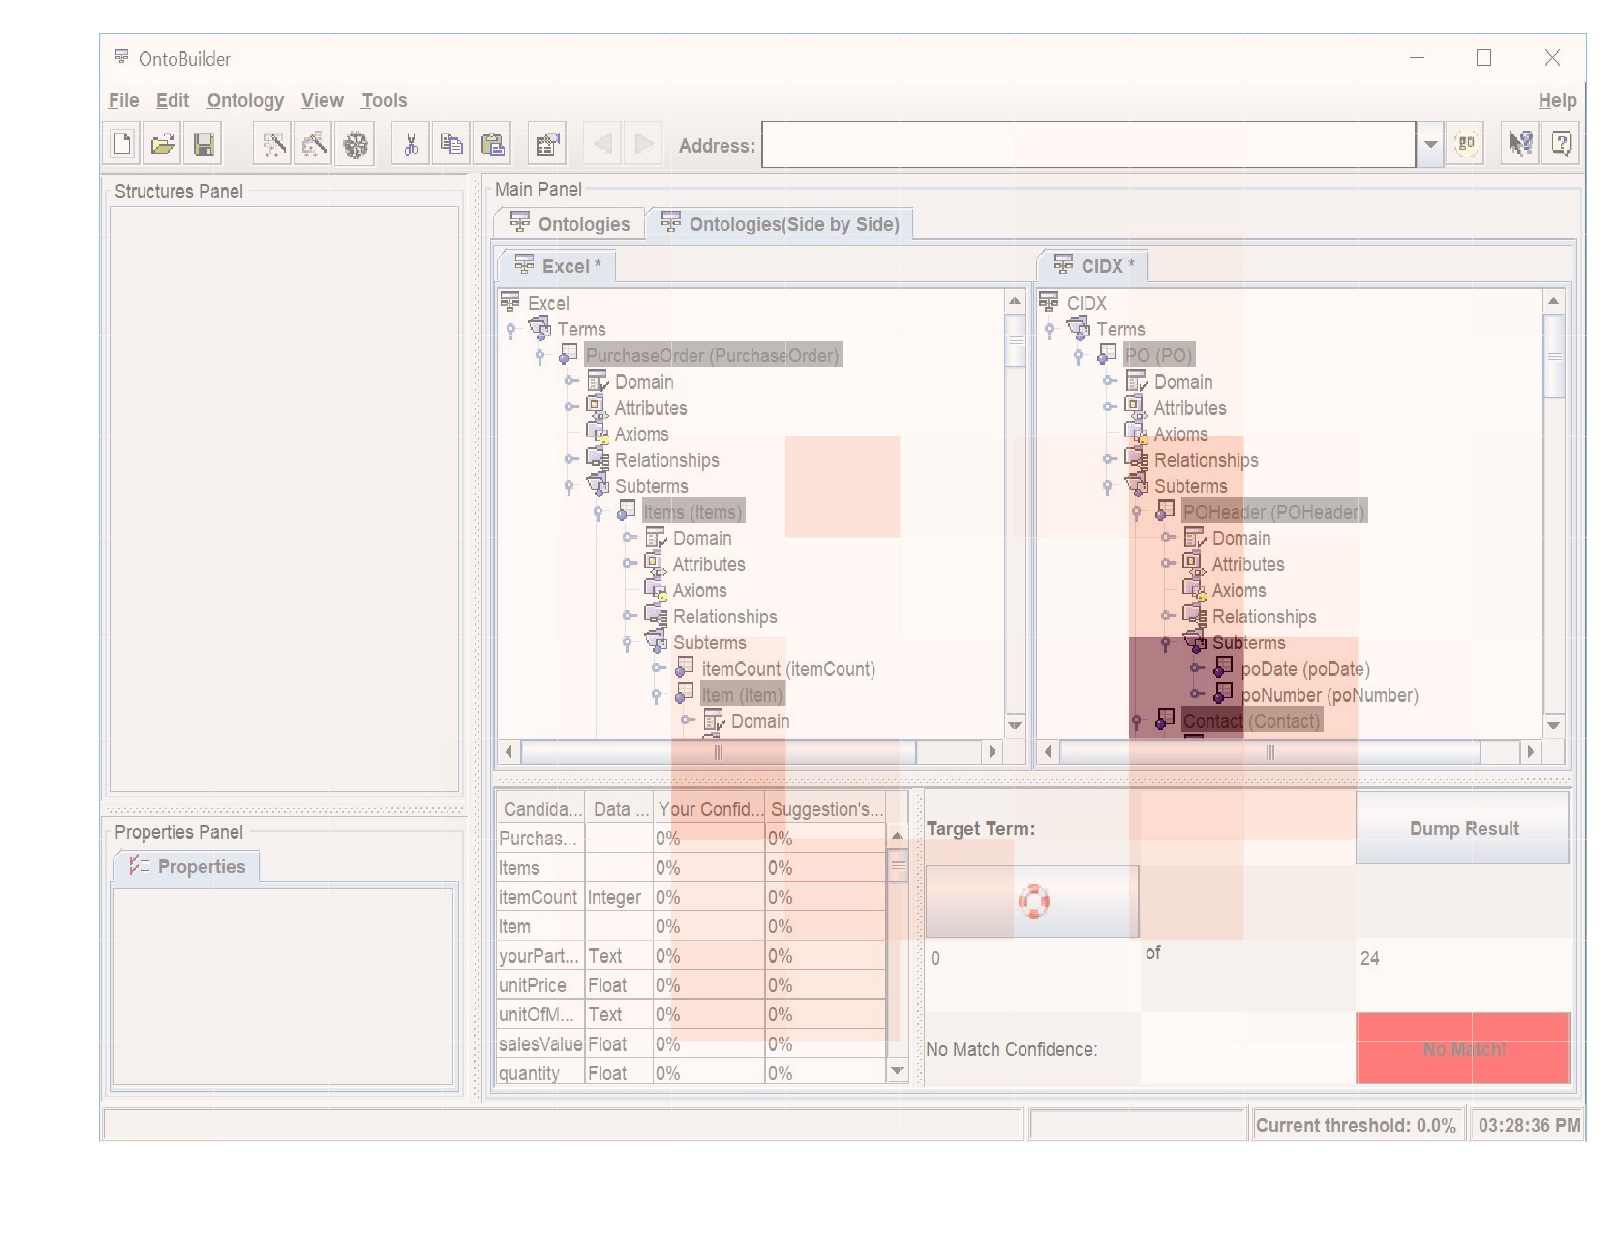 OntoBuilder
File Edit Ontology View Tools Help
Address: go
Structures Panel
Main Panel
Ontologies Ontologies(Side by Side)
Excel * CIDX *
Excel
Terms
PurchaseOrder (PurchaseOrder)
Domain
Attributes
Axioms
Relationships
Subterms
Items (Items)
Domain
Attributes
Axioms
Relationships
Subterms
itemCount (itemCount)
Item (Item)
Domain
CIDX
Terms
PO (PO)
Domain
Attributes
Axioms
Relationships
Subterms
POHeader (POHeader)
Domain
Attributes
Axioms
Relationships
Subterms
poDate (poDate)
poNumber (poNumber)
Contact (Contact)
Candida... Data ... Your Confid... Suggestion's...
Purchas... 0% 0%
Items 0% 0%
itemCount Integer 0% 0%
Item 0% 0%
yourPart... Text 0% 0%
unitPrice Float 0% 0%
unitOfM... Text 0% 0%
salesValue Float 0% 0%
quantity Float 0% 0%
Target Term: Dump Result
0 of 24
No Match Confidence: No Match!
Properties Panel
Properties
Current threshold: 0.0% 03:28:36 PM